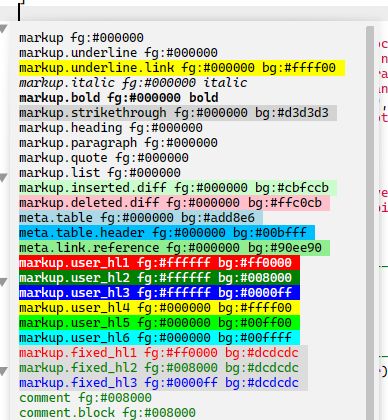 markup fg:#000000
markup.underline fg:#000000
markup.underline.link fg:#000000 bg:#ffff00
markup.italic fg:#000000 italic
markup.bold fg:#000000 bold
markup.strikethrough fg:#000000 bg:#d3d3d3
markup.heading fg:#000000
markup.paragraph fg:#000000
markup.quote fg:#000000
markup.list fg:#000000
markup.inserted.diff fg:#000000 bg:#cbfccb
markup.deleted.diff fg:#000000 bg:#ffc0cb
meta.table fg:#000000 bg:#add8e6
meta.table.header fg:#000000 bg:#00bfff
meta.link.reference fg:#000000 bg:#90ee90
markup.user_hl1 fg:#ffffff bg:#ff0000
markup.user_hl2 fg:#ffffff bg:#008000
markup.user_hl3 fg:#ffffff bg:#0000ff
markup.user_hl4 fg:#000000 bg:#ffff00
markup.user_hl5 fg:#000000 bg:#00ff00
markup.user_hl6 fg:#000000 bg:#00ffff
markup.fixed_hl1 fg:#ff0000 bg:#dcdcdc
markup.fixed_hl2 fg:#008000 bg:#dcdcdc
markup.fixed_hl3 fg:#0000ff bg:#dcdcdc
comment fg:#008000
comment.block fg:#008000